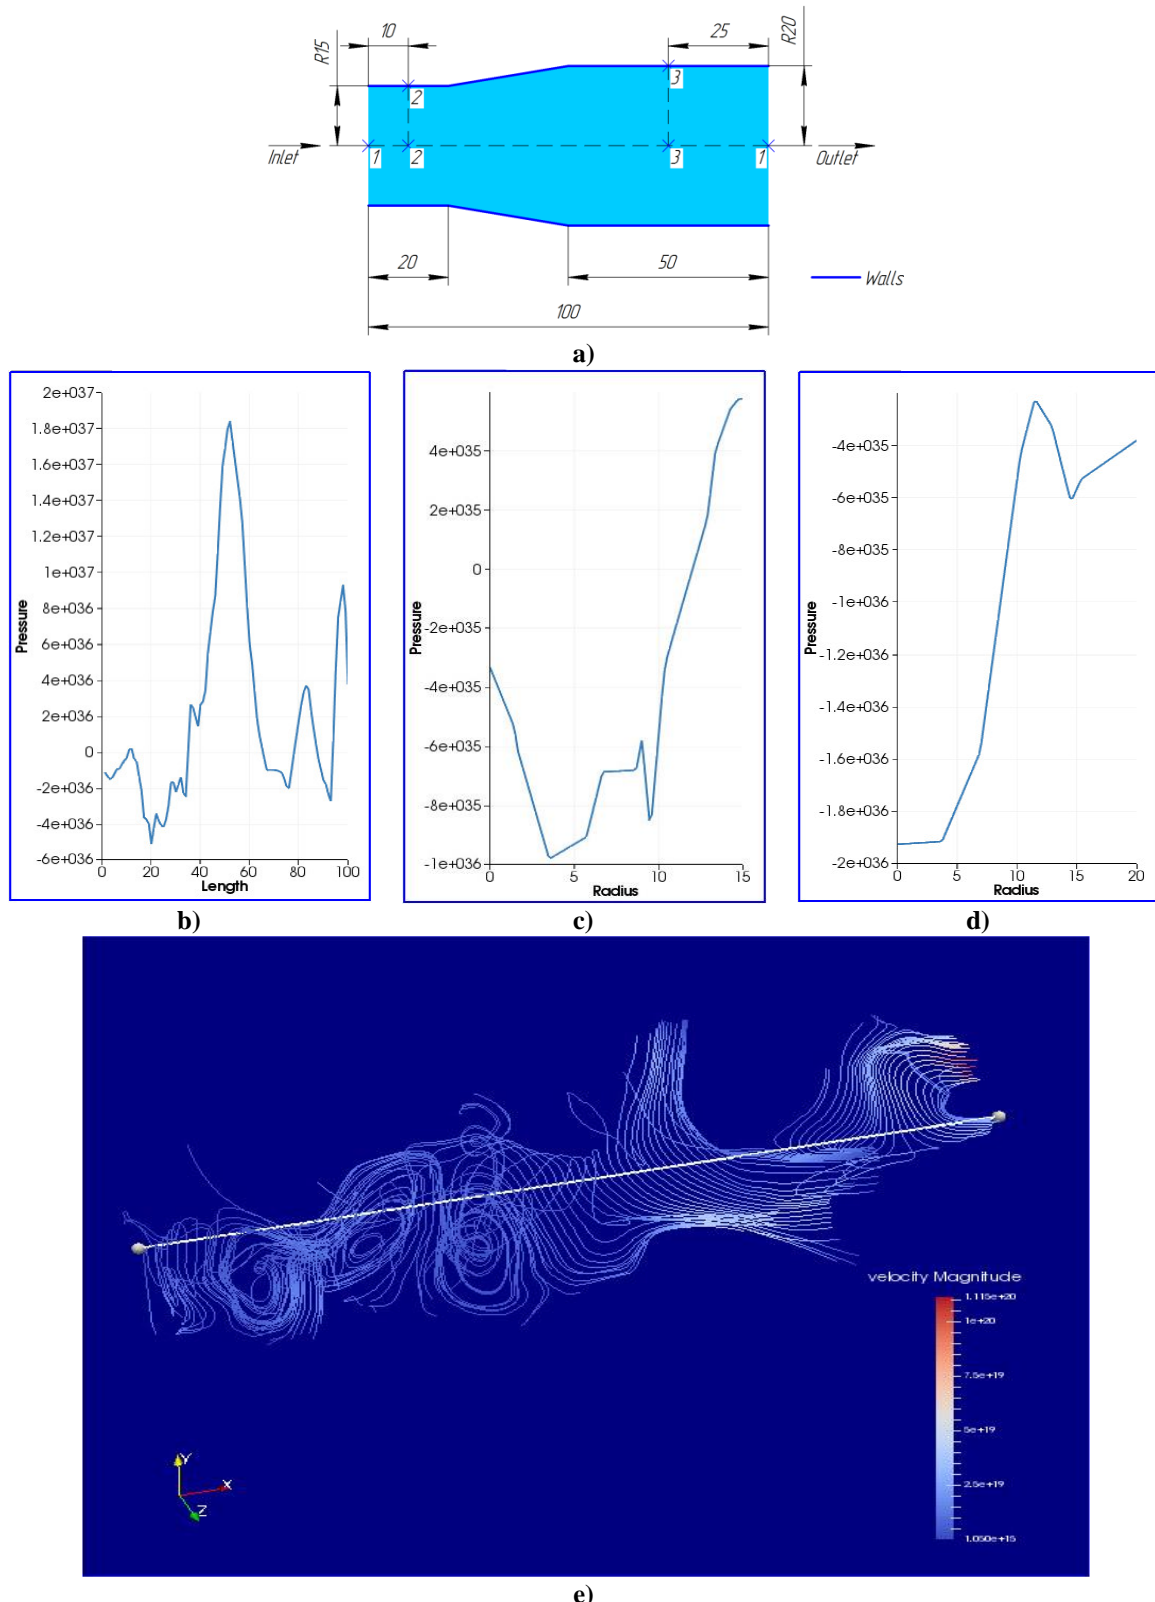 10
25
R15
R20
2
3
Inlet
1
2
3
1
Outlet
20
50
Walls
100
a)
2e+037
1.8e+037
1.6e+037
1.4e+037
1.2e+037
1e+037
8e+036
6e+036
4e+036
2e+036
0
-2e+036
-4e+036
-6e+036
Pressure
0 20 40 60 80 100
Length
4e+035
2e+035
0
-2e+035
-4e+035
-6e+035
-8e+035
-1e+036
Pressure
0 5 10 15
Radius
-4e+035
-6e+035
-8e+035
-1e+036
-1.2e+036
-1.4e+036
-1.6e+036
-1.8e+036
-2e+036
Pressure
0 5 10 15 20
Radius
b) c) d)
velocity Magnitude
1.115e+20
1e+20
7.5e+19
5e+19
2.5e+19
1.050e+15
Y
X
Z
e)